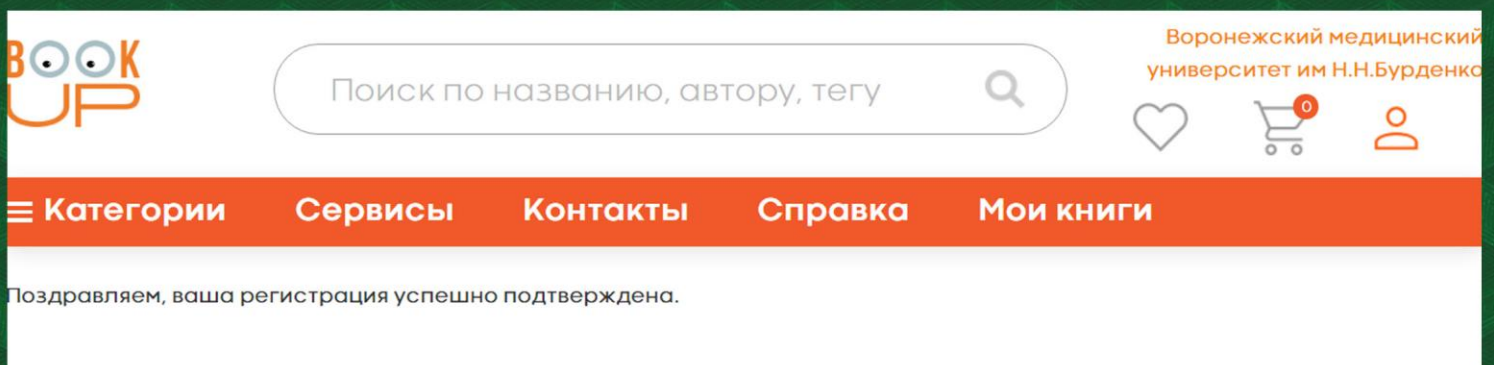 BOOK
UP
Поиск по названию, автору, тегу
Воронежский медицинский
университет им Н.Н.Бурденко
0
Категории Сервисы Контакты Справка Мои книги
Поздравляем, ваша регистрация успешно подтверждена.